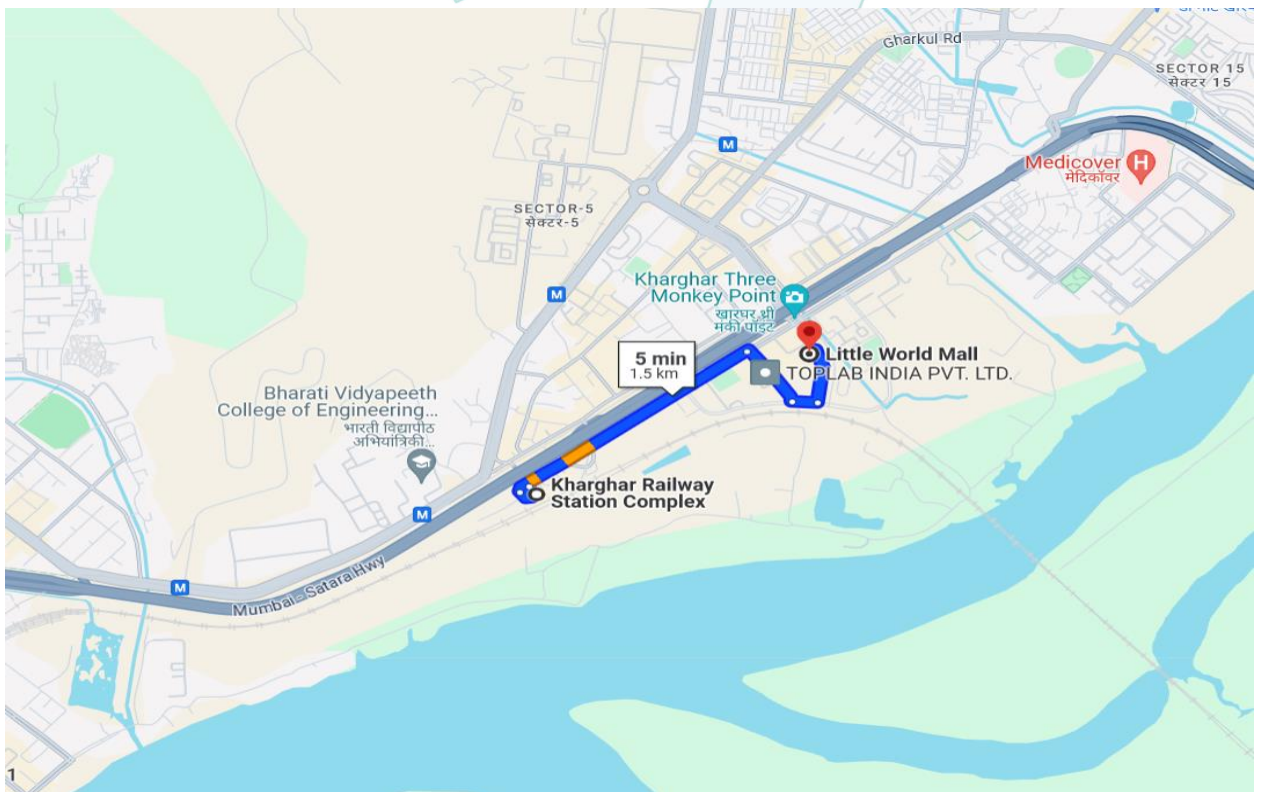 Gharkul Rd
SECTOR 15
सेक्टर 15
M
Medicover H
मेदिकॉवर
SECTOR-5
सेक्टर-5
Kharghar Three
Monkey Point
खारघर थ्री
मंकी पॉइंट
M
5 min
1.5 km
Little World Mall
TOPLAB INDIA PVT. LTD.
Bharati Vidyapeeth
College of Engineering...
भारती विद्यापीठ
अभियांत्रिकी...
Kharghar Railway
Station Complex
M
Mumbai - Satara Hwy
M
1